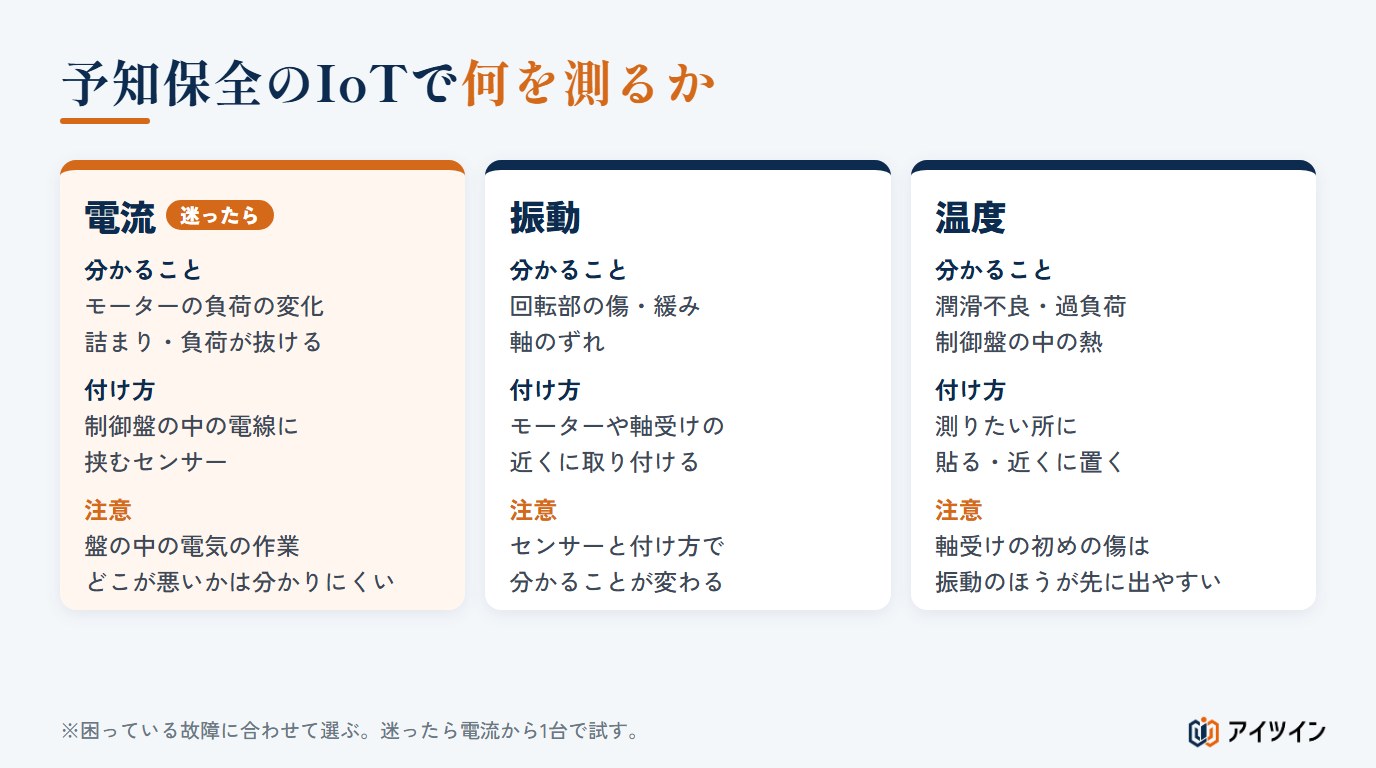 予知保全のIoTで何を測るか
電流 迷ったら
分かること
モーターの負荷の変化
詰まり・負荷が抜ける
付け方
制御盤の中の電線に
挟むセンサー
注意
盤の中の電気の作業
どこが悪いかは分かりにくい
振動
分かること
回転部の傷・緩み
軸のずれ
付け方
モーターや軸受けの
近くに取り付ける
注意
センサーと付け方で
分かることが変わる
温度
分かること
潤滑不良・過負荷
制御盤の中の熱
付け方
測りたい所に
貼る・近くに置く
注意
軸受けの初めの傷は
振動のほうが先に出やすい
※困っている故障に合わせて選ぶ。迷ったら電流から1台で試す。
アイツイン